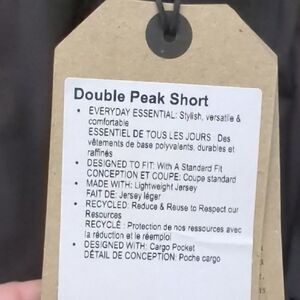 Double Peak Short
• EVERYDAY ESSENTIAL: Stylish, versatile &
comfortable
ESSENTIEL DE TOUS LES JOURS : Des
vêtements de base polyvalents, durables et
raffinés
• DESIGNED TO FIT: With A Standard Fit
CONCEPTION ET COUPE: Coupe standard
• MADE WITH: Lightweight Jersey
FAIT DE: Jersey léger
• RECYCLED: Reduce & Reuse to Respect our
Resources
RECYCLÉ : Protection de nos ressources avec
la réduction et le réemploi
• DESIGNED WITH: Cargo Pocket
DÉTAIL DE CONCEPTION: Poche cargo